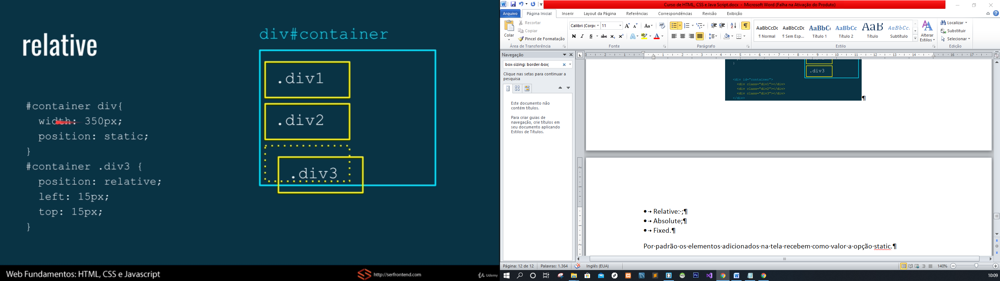 relative
#container div{
width: 350px;
position: static;
}
#container .div3 {
position: relative;
left: 15px;
top: 15px;
}
div#container
.div1
.div2
.div3
Web Fundamentos: HTML, CSS e Javascript
http://serfrontend.com
Udemy
Curso de HTML, CSS e Java Script.docx - Microsoft Word (Falha na Ativação do Produto)
Arquivo
Página Inicial
Inserir
Layout da Página
Referências
Correspondências
Revisão
Exibição
Colar
Recortar
Copiar
Pincel de Formatação
Área de Transferência
Calibri (Corpo
11
Fonte
Parágrafo
AaBbCcDc
¶ Normal
AaBbCcDc
¶ Sem Esp...
AaBbC
Título 1
AaBbCc
Título 2
AaB
Título
AaBbCc.
Subtítulo
Alterar
Estilos
Estilo
Localizar
Substituir
Selecionar
Edição
Navegação
box-sizing: border-box;
Clique nas setas para continuar a
pesquisa
Este documento não
contém títulos.
Para criar guias de
navegação, crie títulos em
seu documento aplicando
Estilos de Títulos.
}
.div3
<div id="container">
<div class="div1"></div>
<div class="div2"></div>
<div class="div3"></div>
</div>
¶
• → Relative:·;¶
• → Absolute;¶
• → Fixed.¶
Por·padrão·os·elementos·adicionados·na·tela·recebem·como·valor·a·opção·static.¶
Página: 12 de 12
Palavras: 1.364
Inglês (EUA)
140%
10:09